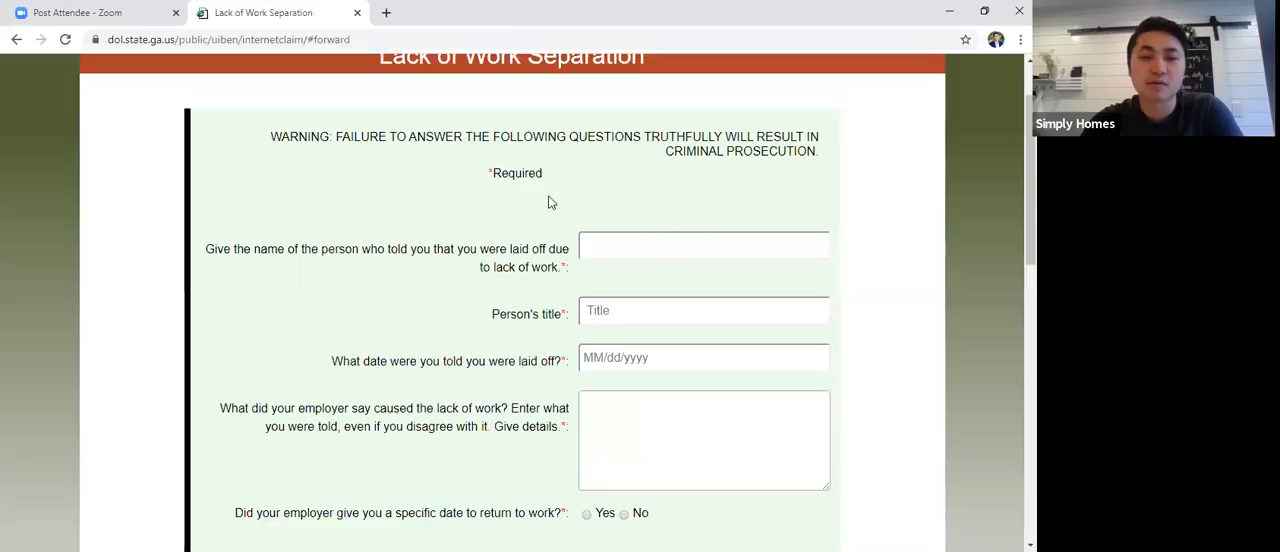 Post Attendee - Zoom
Lack of Work Separation
dol.state.ga.us/public/uiben/internetclaim/#forward
Lack of Work Separation
WARNING: FAILURE TO ANSWER THE FOLLOWING QUESTIONS TRUTHFULLY WILL RESULT IN
CRIMINAL PROSECUTION.
*Required
Give the name of the person who told you that you were laid off due
to lack of work.*:
Person's title*:
Title
What date were you told you were laid off?*:
MM/dd/yyyy
What did your employer say caused the lack of work? Enter what
you were told, even if you disagree with it. Give details.*:
Did your employer give you a specific date to return to work?*:
Yes
No
Simply Homes